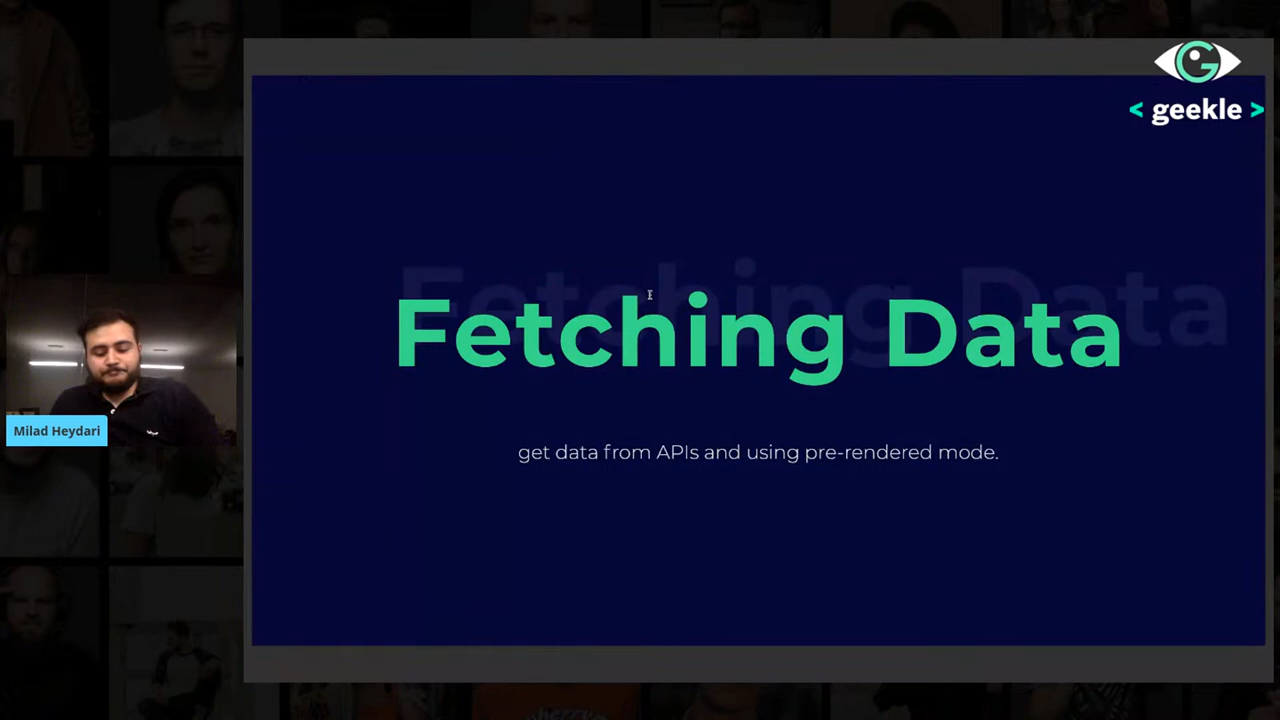 < geekle >
Fetching Data
get data from APIs and using pre-rendered mode.
Milad Heydari